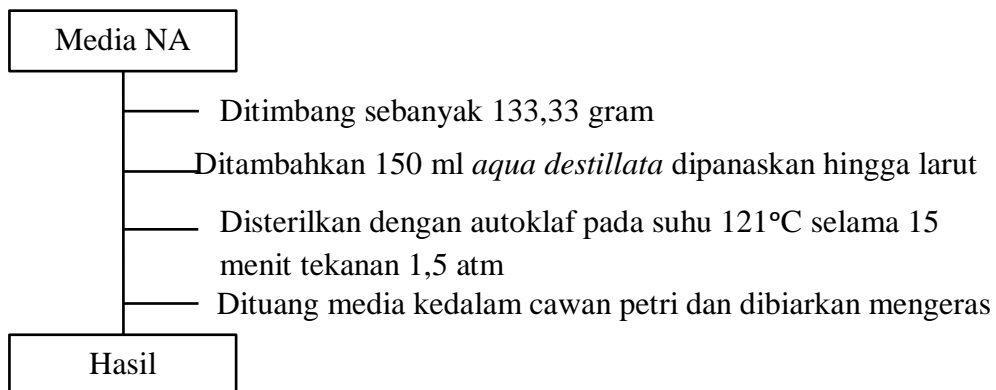 Media NA
Ditimbang sebanyak 133,33 gram
Ditambahkan 150 ml aqua destillata dipanaskan hingga larut
Disterilkan dengan autoklaf pada suhu 121°C selama 15
menit tekanan 1,5 atm
Dituang media kedalam cawan petri dan dibiarkan mengeras
Hasil